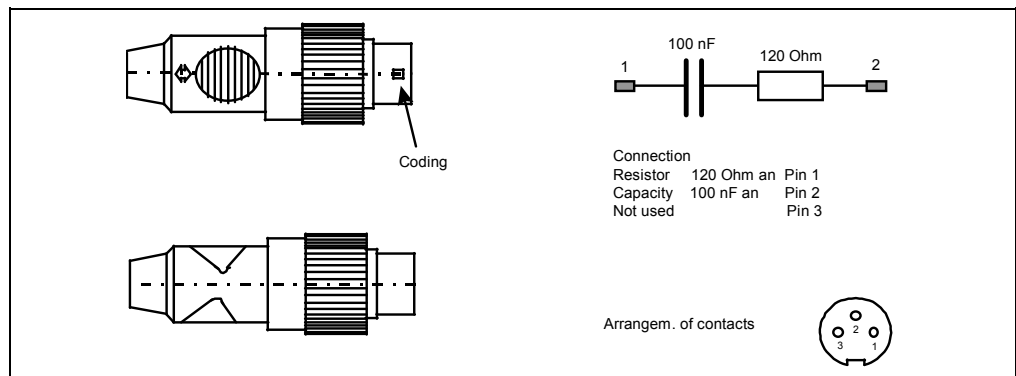 100 nF
120 Ohm
1
2
Coding
Connection
Resistor 120 Ohm an Pin 1
Capacity 100 nF an Pin 2
Not used Pin 3
Arrangem. of contacts
2
3 1